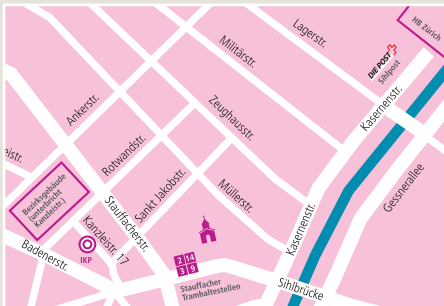 HB Zürich
Lagerstr.
Militärstr.
DIE POST
Sihlpost
Kasernenstr.
Zeughausstr.
Ankerstr.
Gessnerallee
Rotwandstr.
eistr.
Bezirksgebäude
(unterbricht
Kanzleistr.)
Sankt Jakobstr.
Müllerstr.
Stauffacherstr.
Kanzleistr. 17
Kasernenstr.
IKP
Badenerstr.
2 14
3 9
Stauffacher
Tramhaltestellen
Sihlbrücke